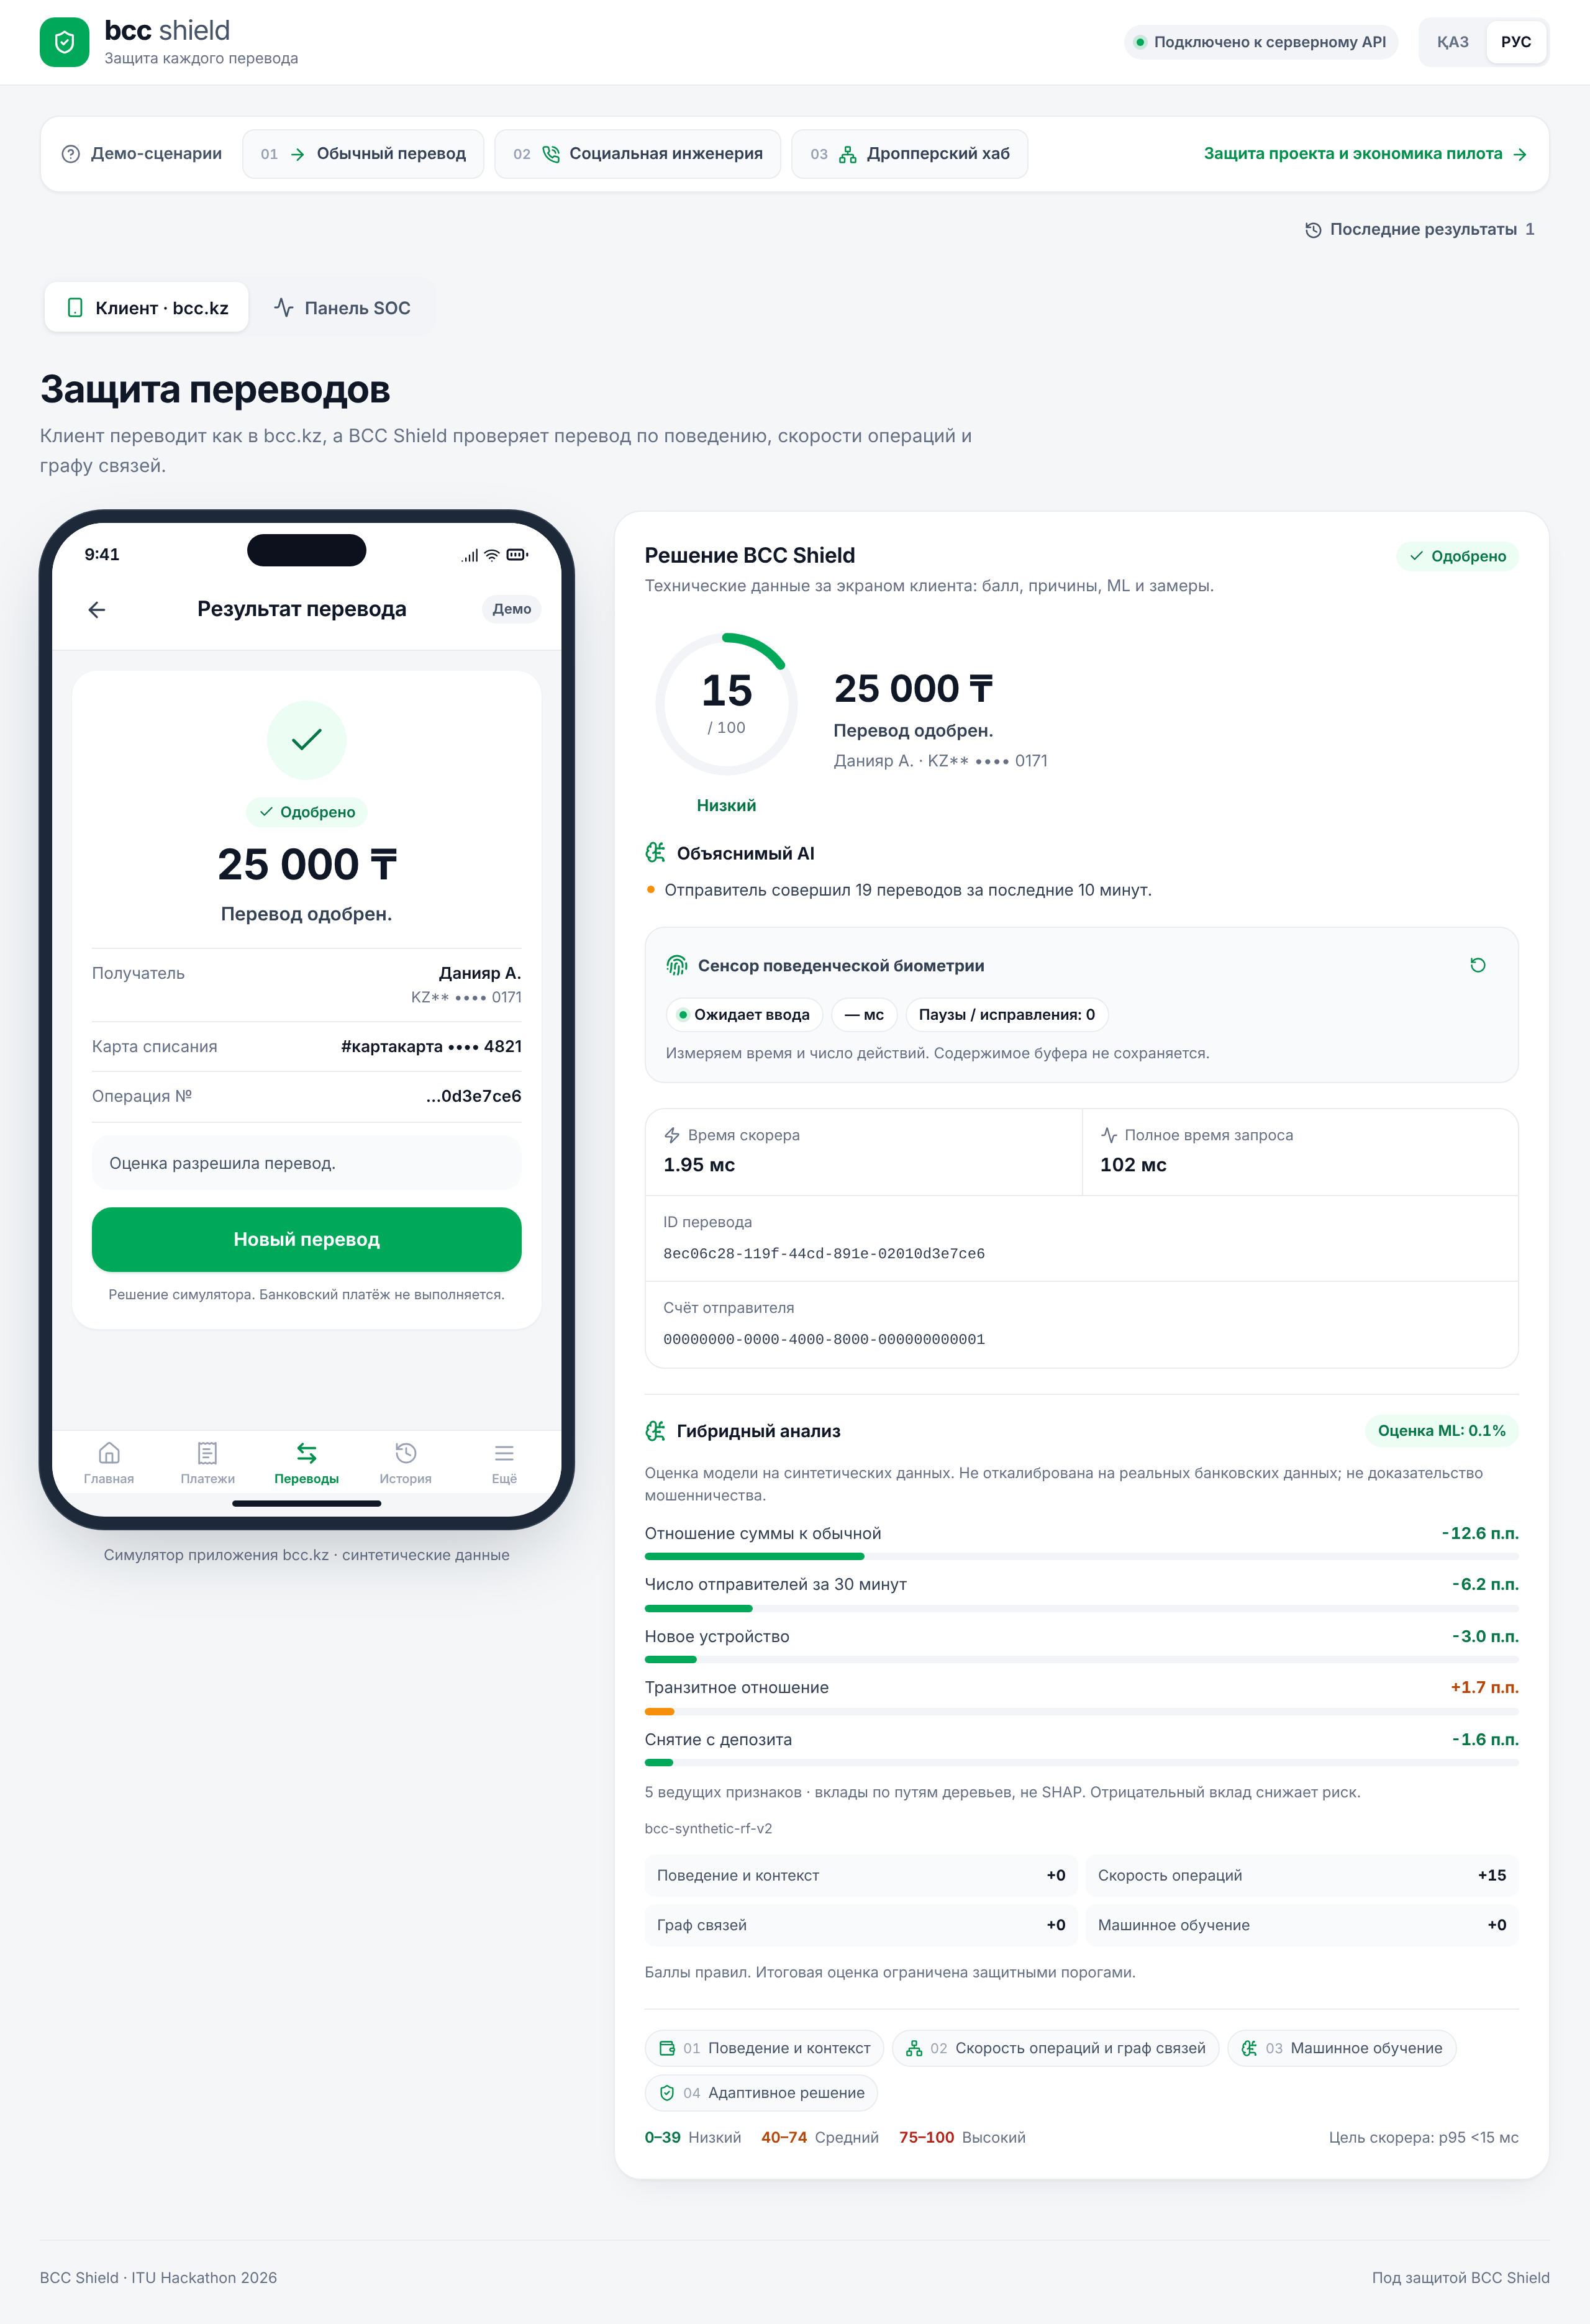 bcc shield
Защита каждого перевода
Подключено к серверному API
ҚАЗ
РУС
Демо-сценарии
01 Обычный перевод
02 Социальная инженерия
03 Дропперский хаб
Защита проекта и экономика пилота
Последние результаты 1
Клиент · bcc.kz
Панель SOC
Защита переводов
Клиент переводит как в bcc.kz, а BCC Shield проверяет перевод по поведению, скорости операций и
графу связей.
9:41
Результат перевода
Демо
Одобрено
25 000 ₸
Перевод одобрен.
Получатель
Данияр А.
KZ** •••• 0171
Карта списания
#картакарта •••• 4821
Операция №
…0d3e7ce6
Оценка разрешила перевод.
Новый перевод
Решение симулятора. Банковский платёж не выполняется.
Главная
Платежи
Переводы
История
Ещё
Симулятор приложения bcc.kz · синтетические данные
Решение BCC Shield
Одобрено
Технические данные за экраном клиента: балл, причины, ML и замеры.
15
/ 100
Низкий
25 000 ₸
Перевод одобрен.
Данияр А. · KZ** •••• 0171
Объяснимый AI
Отправитель совершил 19 переводов за последние 10 минут.
Сенсор поведенческой биометрии
Ожидает ввода
— мс
Паузы / исправления: 0
Измеряем время и число действий. Содержимое буфера не сохраняется.
Время скорера
1.95 мс
Полное время запроса
102 мс
ID перевода
8ec06c28-119f-44cd-891e-02010d3e7ce6
Счёт отправителя
00000000-0000-4000-8000-000000000001
Гибридный анализ
Оценка ML: 0.1%
Оценка модели на синтетических данных. Не откалибрована на реальных банковских данных; не доказательство
мошенничества.
Отношение суммы к обычной
-12.6 п.п.
Число отправителей за 30 минут
-6.2 п.п.
Новое устройство
-3.0 п.п.
Транзитное отношение
+1.7 п.п.
Снятие с депозита
-1.6 п.п.
5 ведущих признаков · вклады по путям деревьев, не SHAP. Отрицательный вклад снижает риск.
bcc-synthetic-rf-v2
Поведение и контекст
+0
Скорость операций
+15
Граф связей
+0
Машинное обучение
+0
Баллы правил. Итоговая оценка ограничена защитными порогами.
01 Поведение и контекст
02 Скорость операций и граф связей
03 Машинное обучение
04 Адаптивное решение
0–39 Низкий
40–74 Средний
75–100 Высокий
Цель скорера: p95 <15 мс
BCC Shield · ITU Hackathon 2026
Под защитой BCC Shield